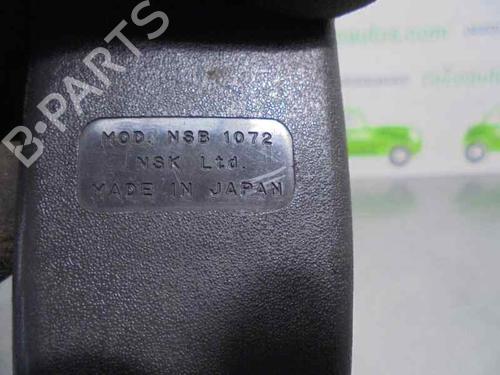 B-PARTS
MOD. NSB 1072
NSK Ltd.
MADE IN JAPAN